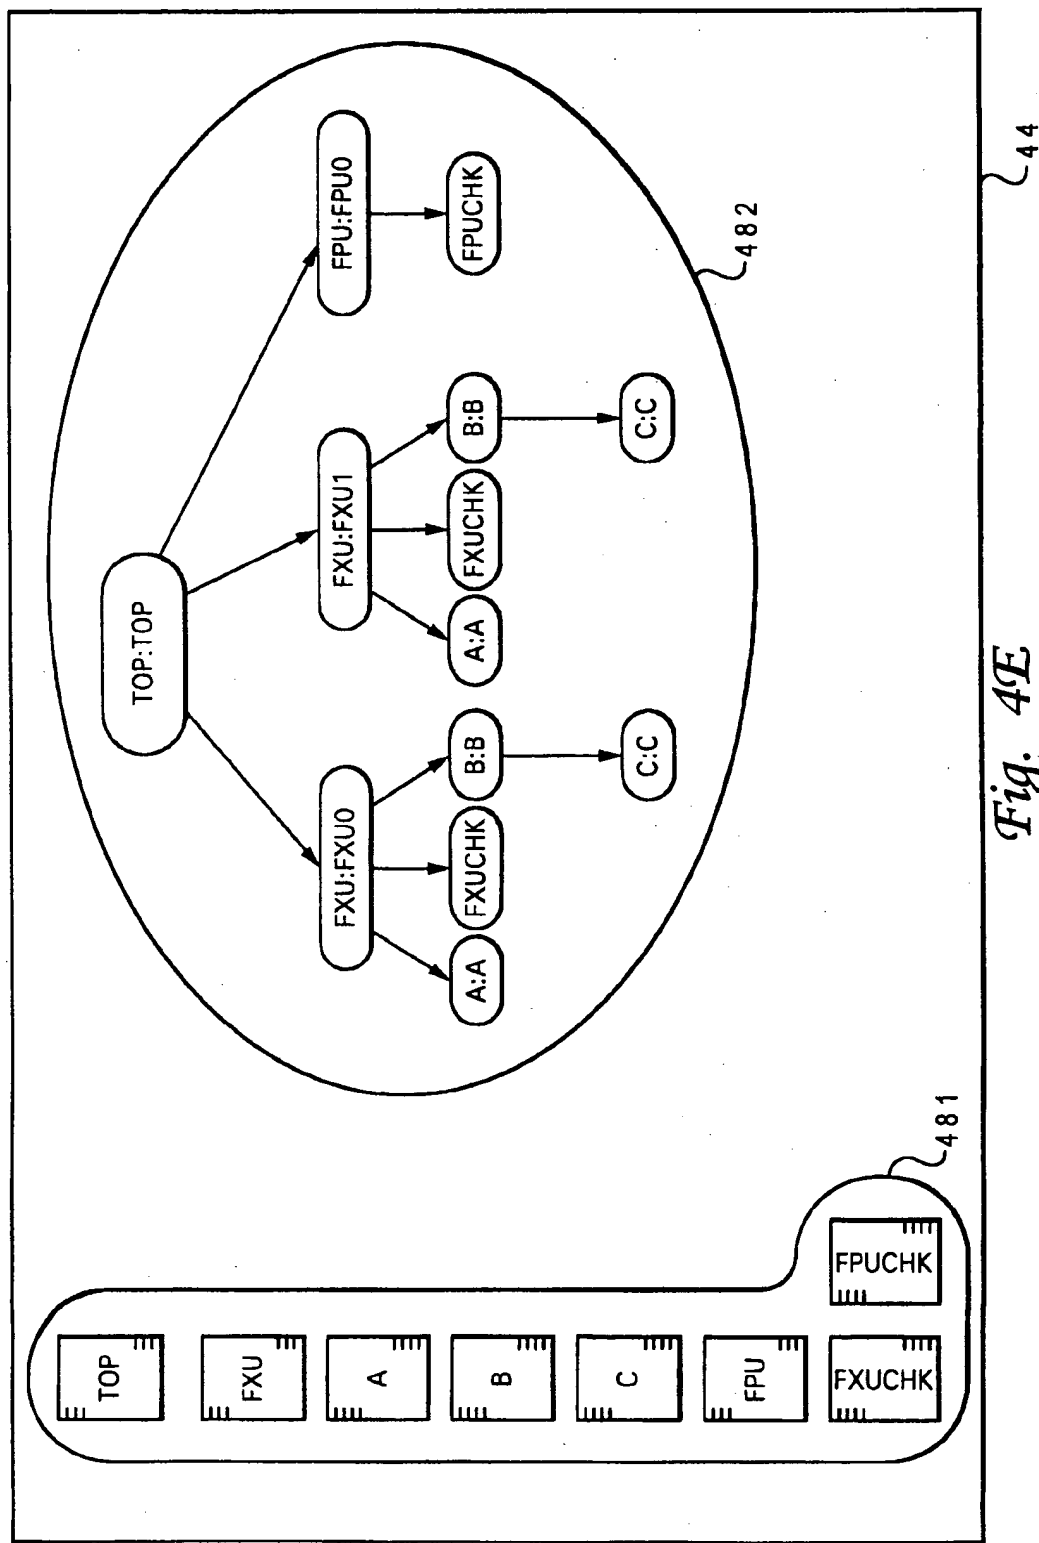 TOP
FXU
A
B
C
FPU
FXUCHK
FPUCHK
481
TOP:TOP
FXU:FXU0
FXU:FXU1
FPU:FPU0
A:A
FXUCHK
B:B
A:A
FXUCHK
B:B
FPUCHK
C:C
C:C
482
44
Fig. 4E